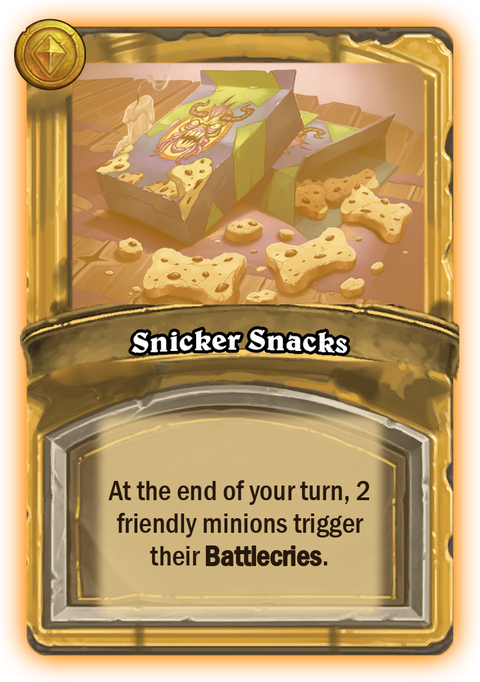 Snicker Snacks
At the end of your turn, 2
friendly minions trigger
their Battlecries.